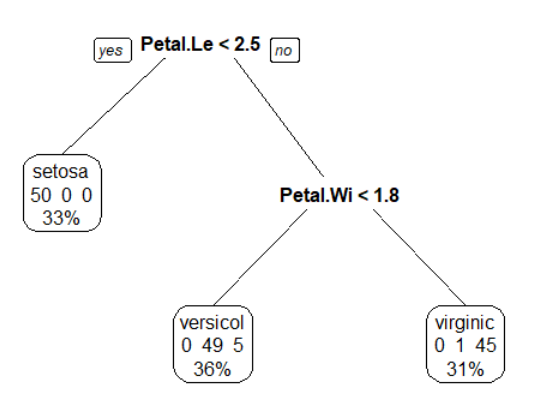 yes Petal.Le < 2.5 no
setosa
50 0 0
33%
Petal.Wi < 1.8
versicol
0 49 5
36%
virginic
0 1 45
31%